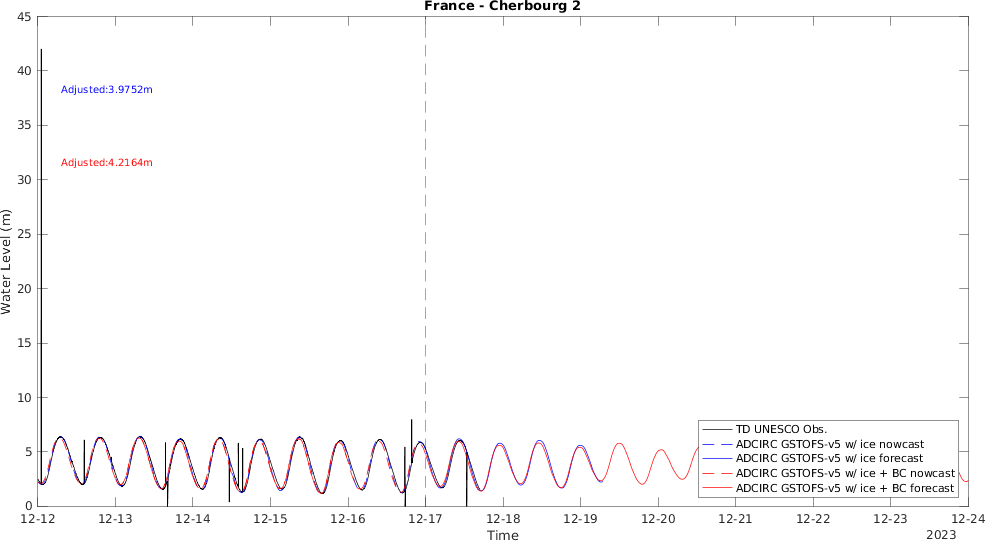 France - Cherbourg 2
45
40
35
30
25
20
15
10
5
0
Water Level (m)
Adjusted:3.9752m
Adjusted:4.2164m
TD UNESCO Obs.
ADCIRC GSTOFS-v5 w/ ice nowcast
ADCIRC GSTOFS-v5 w/ ice forecast
ADCIRC GSTOFS-v5 w/ ice + BC nowcast
ADCIRC GSTOFS-v5 w/ ice + BC forecast
12-12 12-13 12-14 12-15 12-16 12-17 12-18 12-19 12-20 12-21 12-22 12-23 12-24
Time
2023